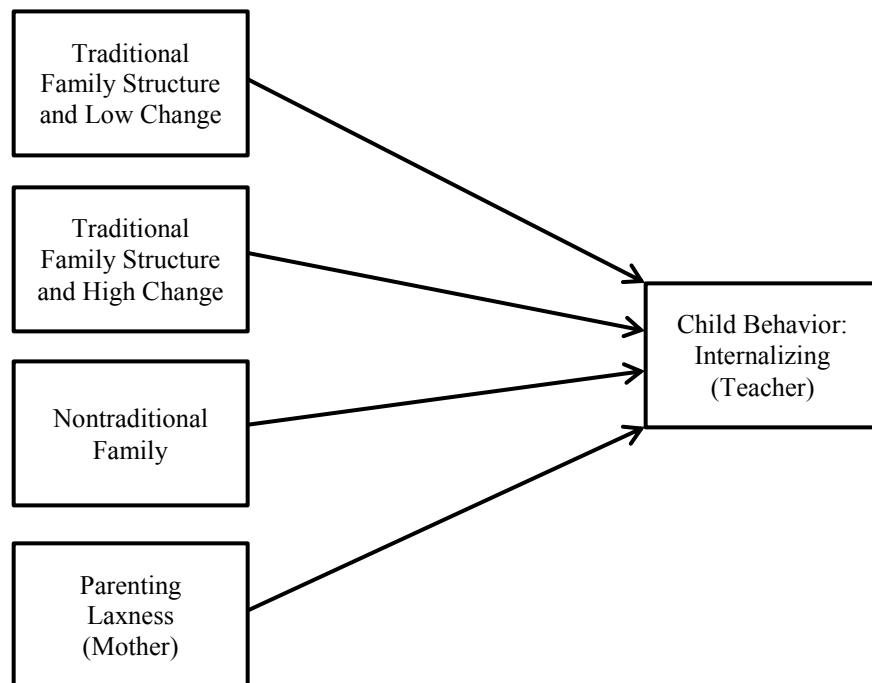 Traditional
Family Structure
and Low Change
Traditional
Family Structure
and High Change
Nontraditional
Family
Parenting
Laxness
(Mother)
Child Behavior:
Internalizing
(Teacher)